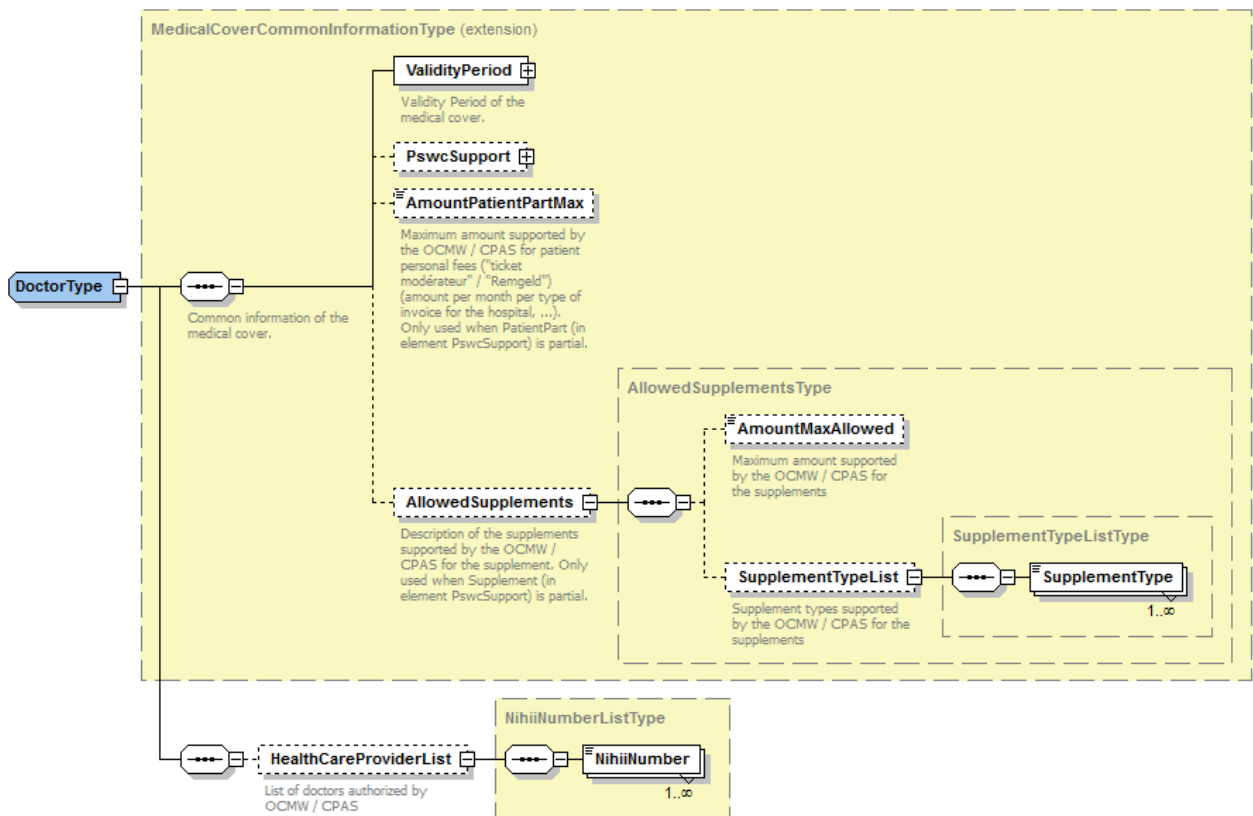 MedicalCoverCommonInformationType (extension)
ValidityPeriod
Validity Period of the
medical cover.
PswcSupport
AmountPatientPartMax
Maximum amount supported by
the OCMW / CPAS for patient
personal fees ("ticket
modérateur" / "Remgeld")
(amount per month per type of
invoice for the hospital, ...).
Only used when PatientPart (in
element PswcSupport) is partial.
DoctorType
Common information of the
medical cover.
AllowedSupplementsType
AmountMaxAllowed
Maximum amount supported
by the OCMW / CPAS for
the supplements
AllowedSupplements
Description of the supplements
supported by the OCMW /
CPAS for the supplement. Only
used when Supplement (in
element PswcSupport) is partial.
SupplementTypeListType
SupplementTypeList
SupplementType
1..∞
Supplement types supported
by the OCMW / CPAS for the
supplements
NihiiNumberListType
HealthCareProviderList
NihiiNumber
1..∞
List of doctors authorized by
OCMW / CPAS